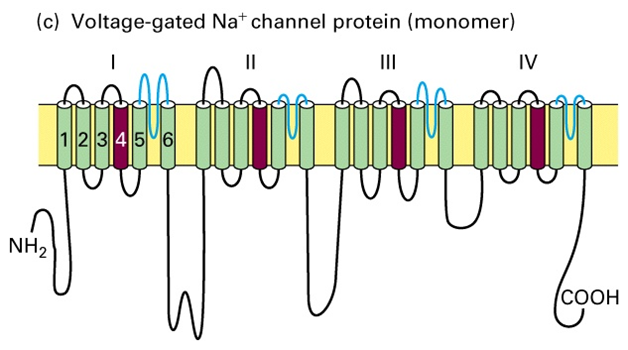 (c) Voltage-gated Na⁺ channel protein (monomer)
I II III IV
1 2 3 4 5 6
NH₂
COOH